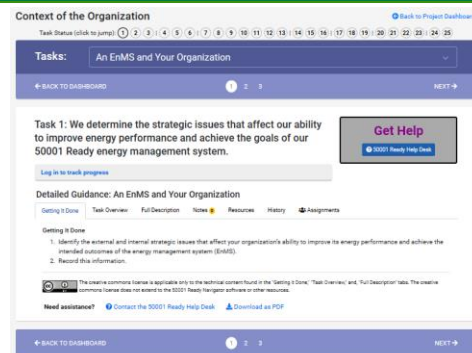 Context of the Organization
Back to Project Dashboar
Task Status (click to jump): 1 2 3 | 4 5 6 | 7 8 9 10 11 12 13 14 15 16 | 17 18 19 | 20 21 22 23 | 24 25
Tasks: An EnMS and Your Organization
← BACK TO DASHBOARD 1 2 3 NEXT →
Task 1: We determine the strategic issues that affect our ability
to improve energy performance and achieve the goals of our
50001 Ready energy management system.
Get Help
50001 Ready Help Desk
Log in to track progress
Detailed Guidance: An EnMS and Your Organization
Getting It Done Task Overview Full Description Notes 0 Resources History Assignments
Getting It Done
1. Identify the external and internal strategic issues that affect your organization's ability to improve its energy performance and achieve the
intended outcomes of the energy management system (EnMS).
2. Record this information.
The creative commons license is applicable only to the technical content found in the "Getting it Done", "Task Overview", and, "Full Description" tabs. The creative
commons license does not extend to the 50001 Ready Navigator software or other resources.
Need assistance? Contact the 50001 Ready Help Desk Download as PDF
← BACK TO DASHBOARD 1 2 3 NEXT →